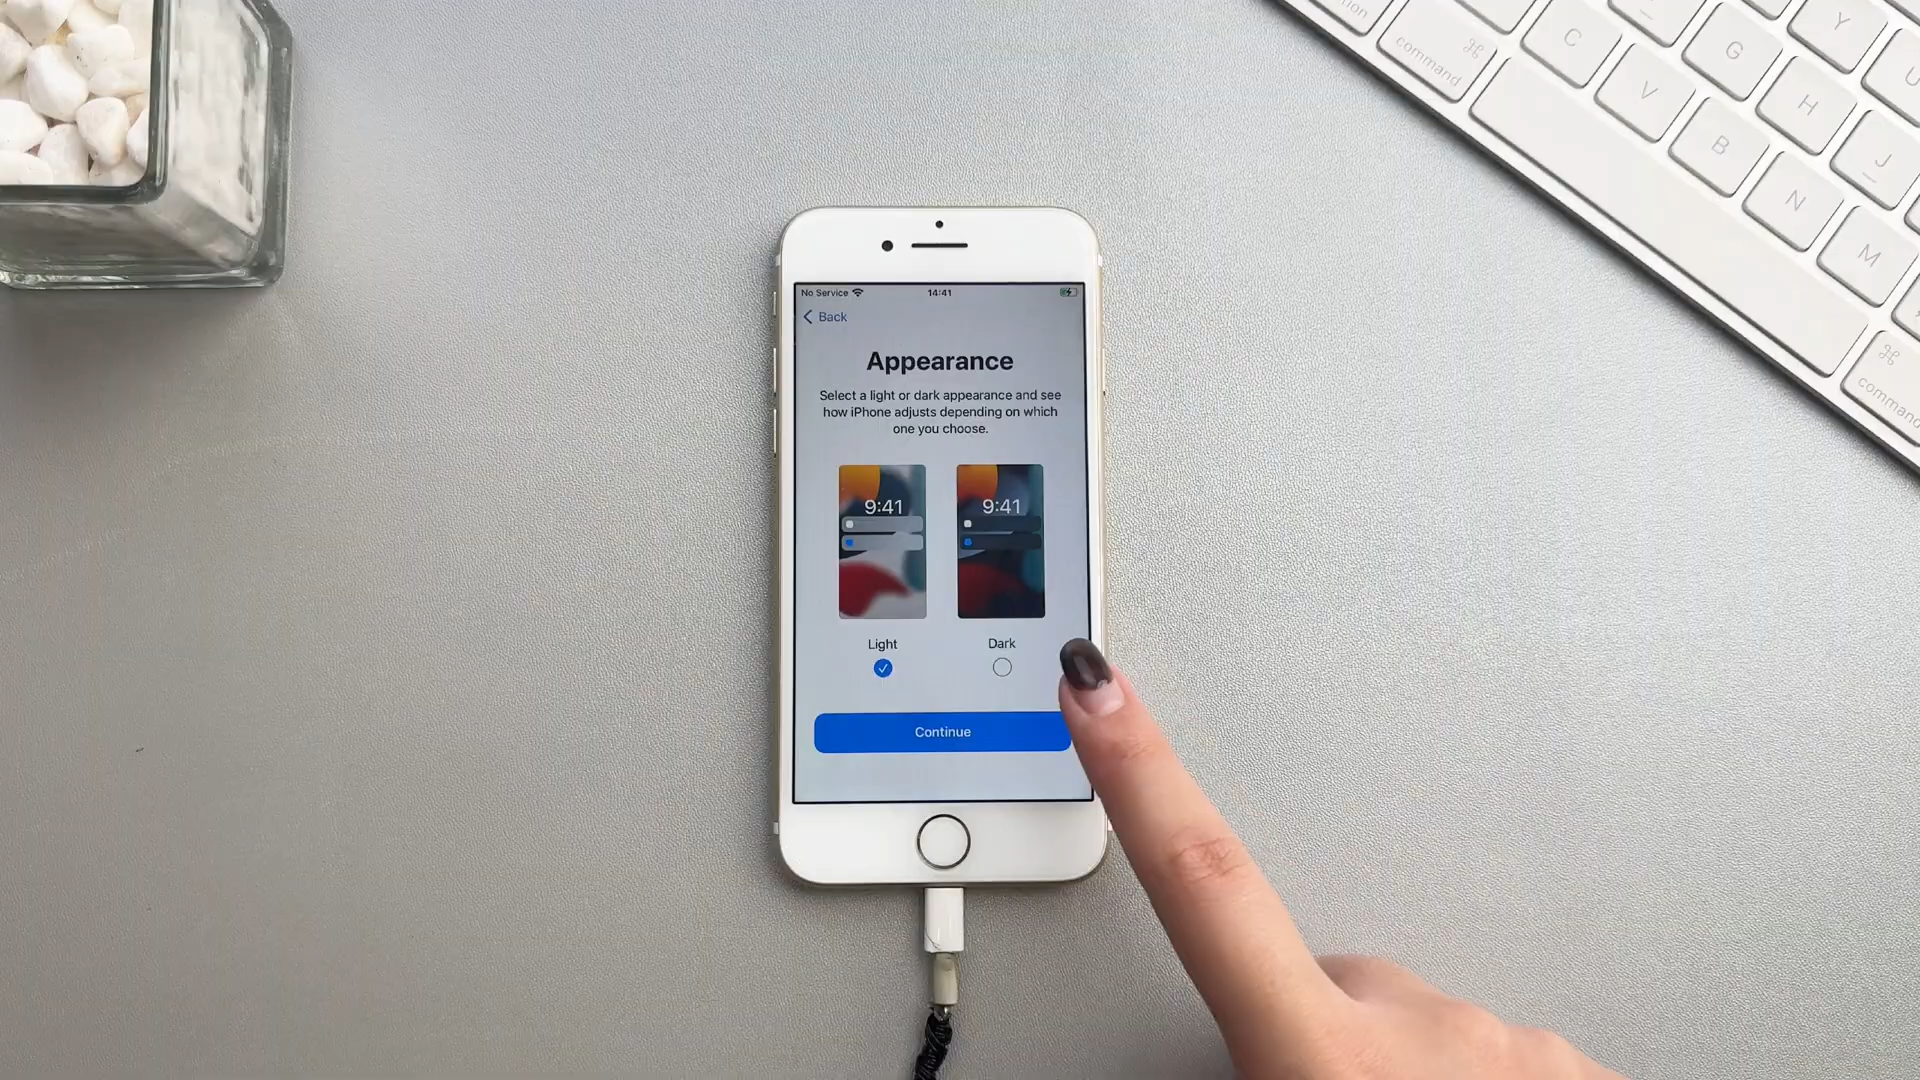 No Service
14:41
Back
Appearance
Select a light or dark appearance and see
how iPhone adjusts depending on which
one you choose.
9:41
9:41
Light
Dark
Continue
command
⌘
C
V
B
G
H
N
Y
J
M
U
⌘
command